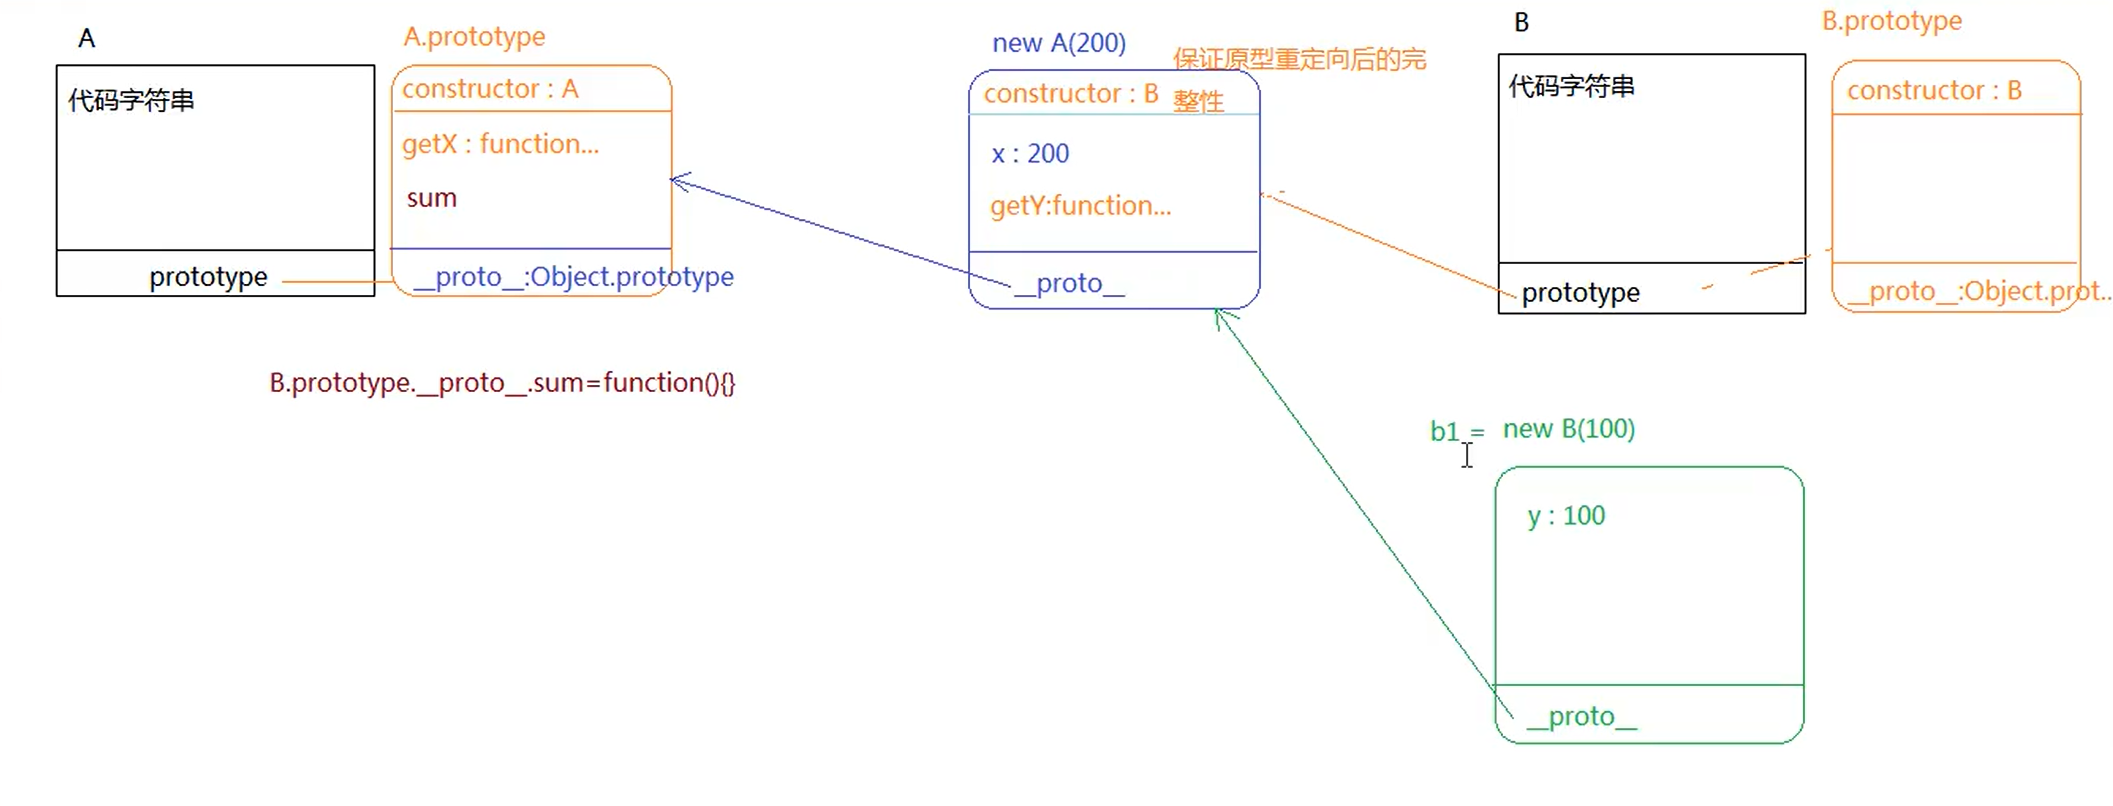 A
A.prototype
代码字符串
constructor : A
getX : function...
sum
prototype
__proto__:Object.prototype
B.prototype.__proto__.sum=function(){}
new A(200)
保证原型重定向后的完
整性
constructor : B
x : 200
getY:function...
__proto__
B
B.prototype
代码字符串
constructor : B
prototype
__proto__:Object.prot..
b1 = new B(100)
y : 100
__proto__